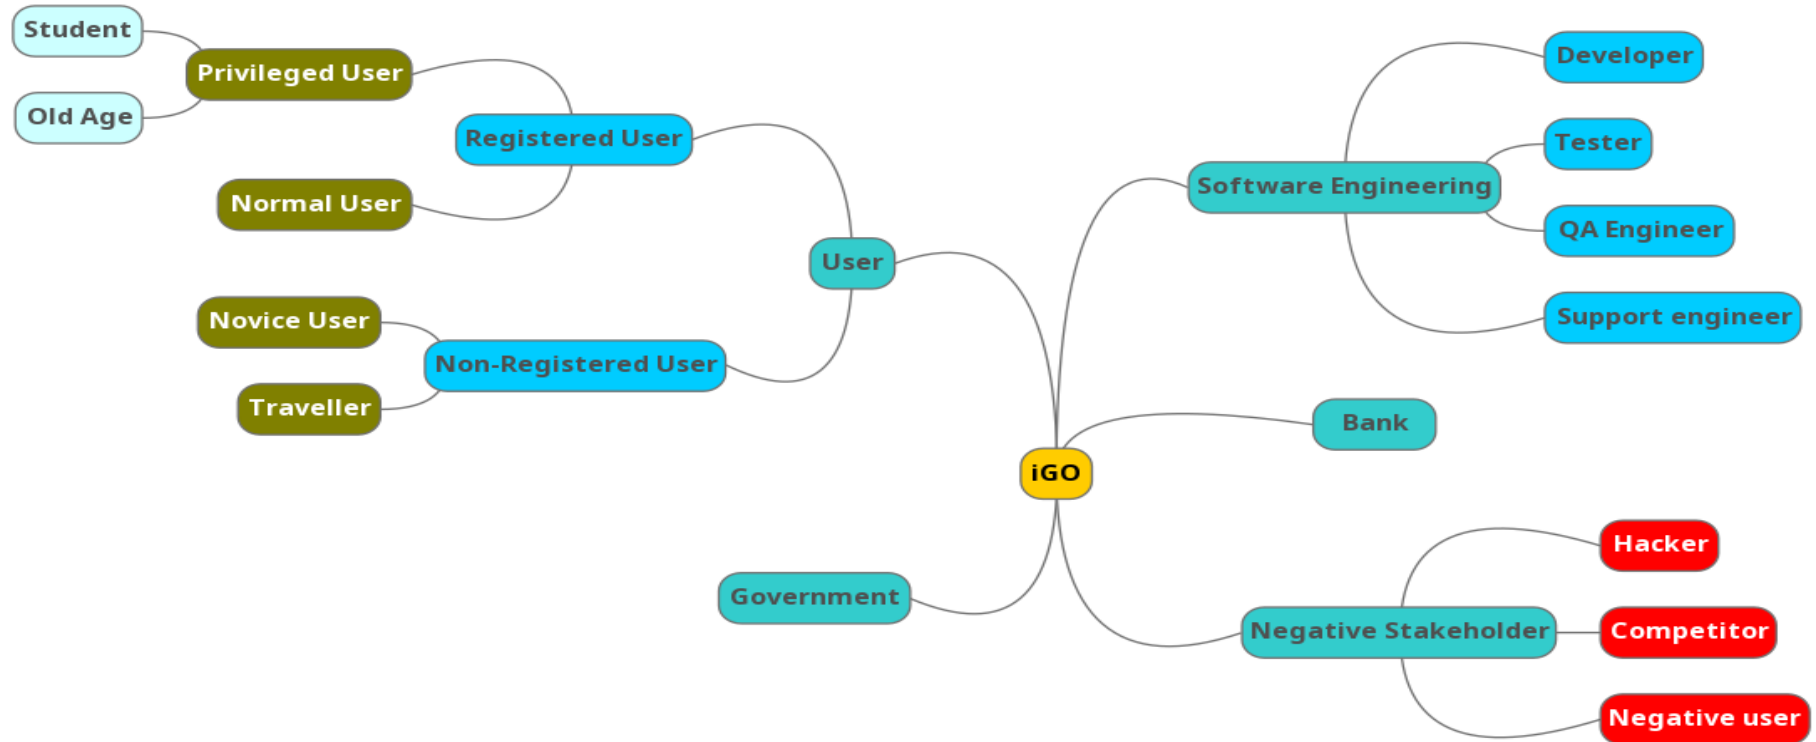 Student
Privileged User
Old Age
Registered User
Normal User
User
Novice User
Non-Registered User
Traveller
iGO
Government
Developer
Tester
Software Engineering
QA Engineer
Support engineer
Bank
Hacker
Negative Stakeholder
Competitor
Negative user